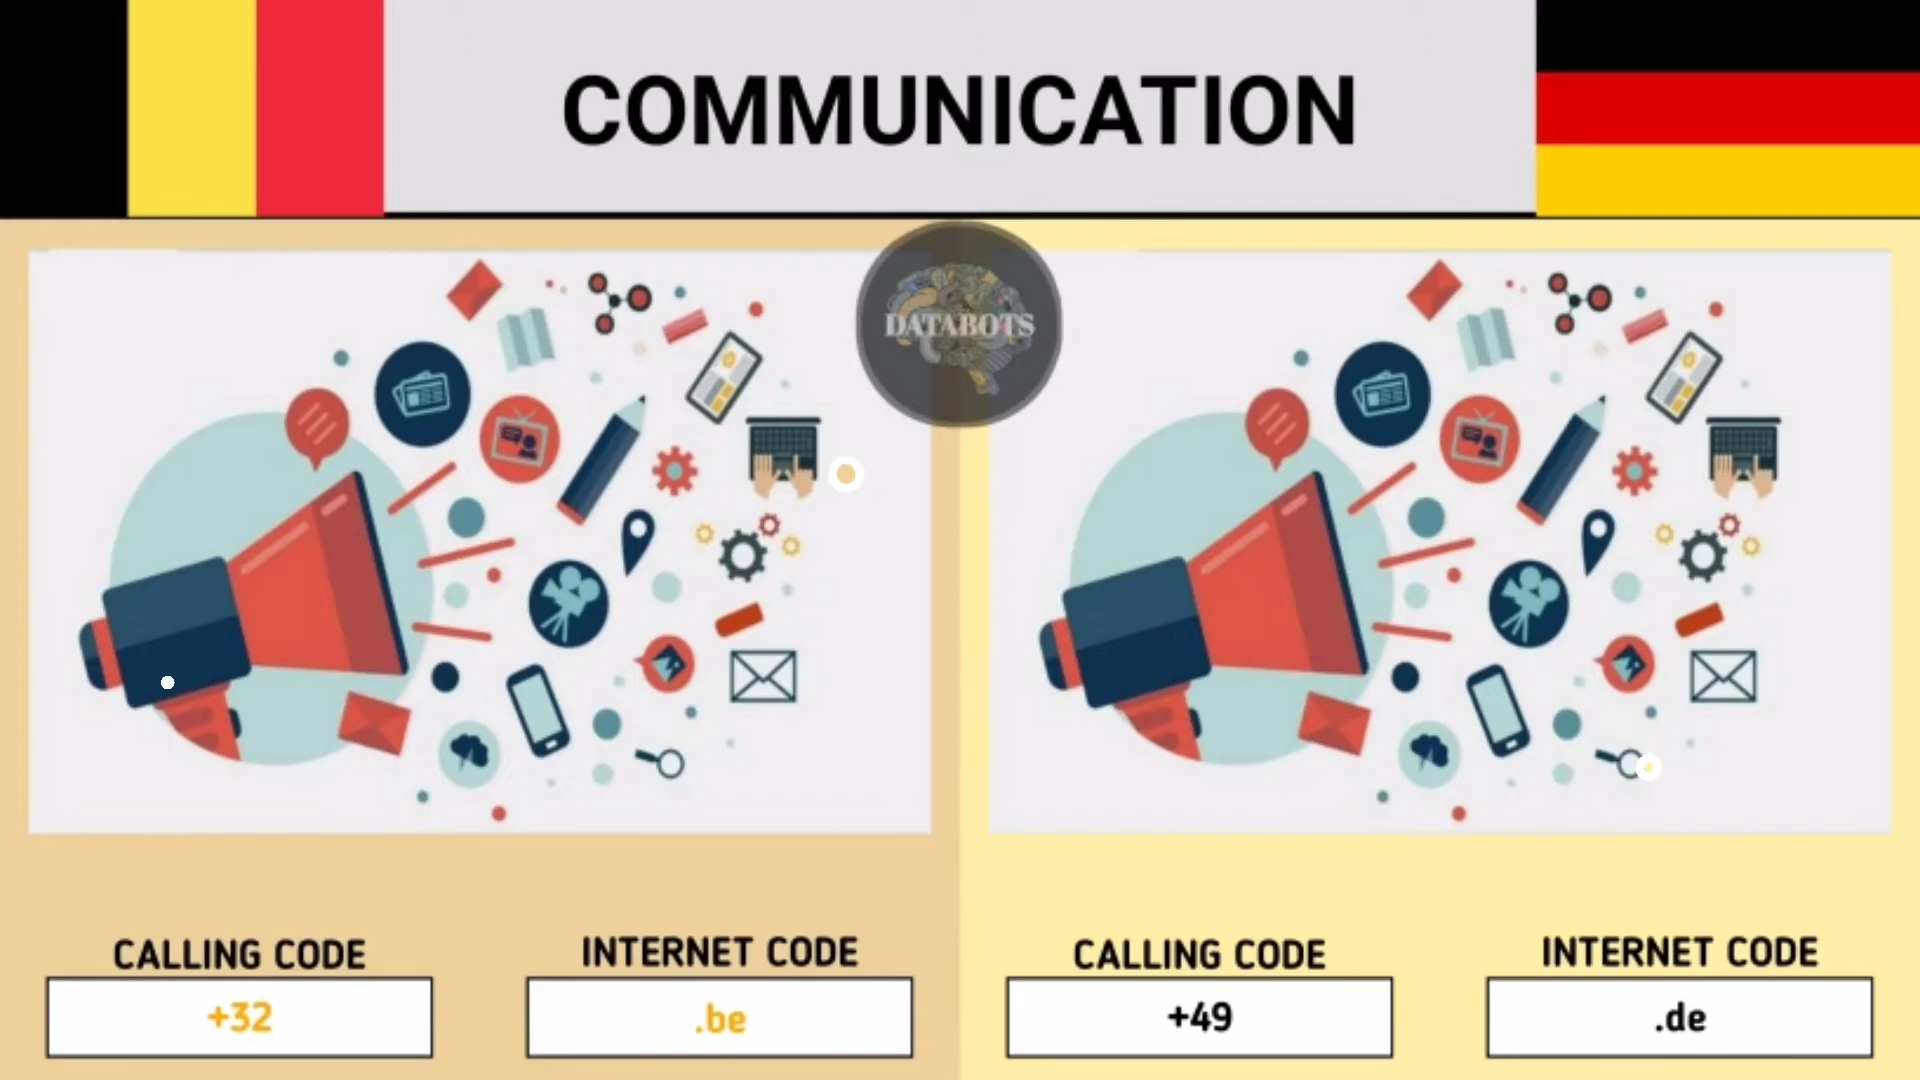 COMMUNICATION
DATABOTS
CALLING CODE
+32
INTERNET CODE
.be
CALLING CODE
+49
INTERNET CODE
.de